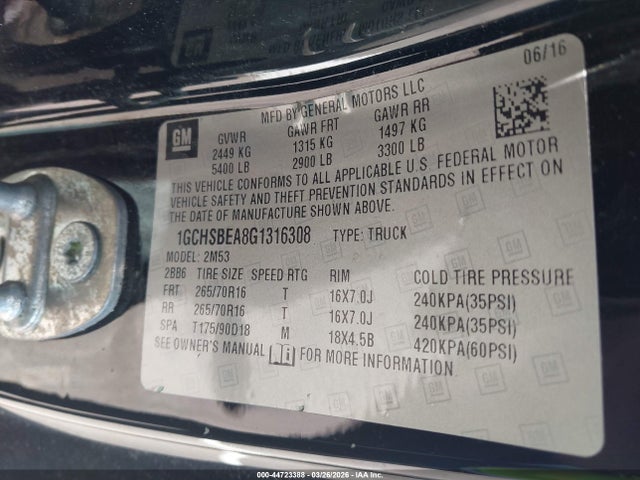 06/16
MFD BY GENERAL MOTORS LLC
GM
GVWR GAWR FRT GAWR RR
2449 KG 1315 KG 1497 KG
5400 LB 2900 LB 3300 LB
THIS VEHICLE CONFORMS TO ALL APPLICABLE U.S. FEDERAL MOTOR
VEHICLE SAFETY AND THEFT PREVENTION STANDARDS IN EFFECT ON
THE DATE OF MANUFACTURE SHOWN ABOVE.
1GCHSBEA8G1316308 TYPE: TRUCK
MODEL: 2M53
2BB6 TIRE SIZE SPEED RTG RIM COLD TIRE PRESSURE
FRT 265/70R16 T 16X7.0J 240KPA(35PSI)
RR 265/70R16 T 16X7.0J 240KPA(35PSI)
SPA T175/90D18 M 18X4.5B 420KPA(60PSI)
SEE OWNER'S MANUAL i FOR MORE INFORMATION
000-44723388 - 03/26/2026 - IAA Inc.